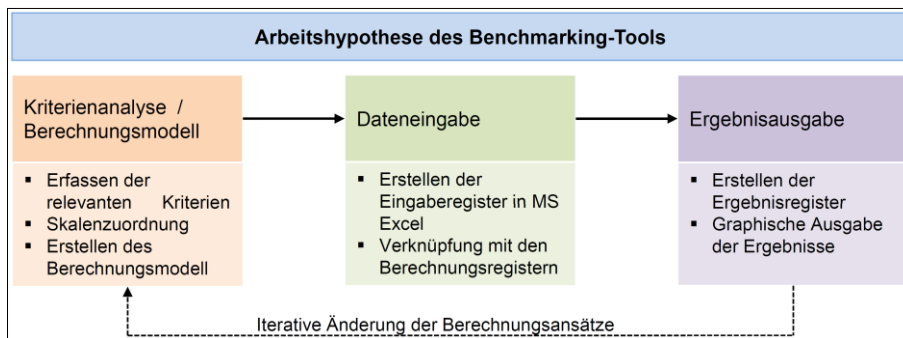 Arbeitshypothese des Benchmarking-Tools
Kriterienanalyse /
Berechnungsmodell
▪ Erfassen der
relevanten Kriterien
▪ Skalenzuordnung
▪ Erstellen des
Berechnungsmodell
Dateneingabe
▪ Erstellen der
Eingaberegister in MS
Excel
▪ Verknüpfung mit den
Berechnungsregistern
Ergebnisausgabe
▪ Erstellen der
Ergebnisregister
▪ Graphische Ausgabe
der Ergebnisse
Iterative Änderung der Berechnungsansätze